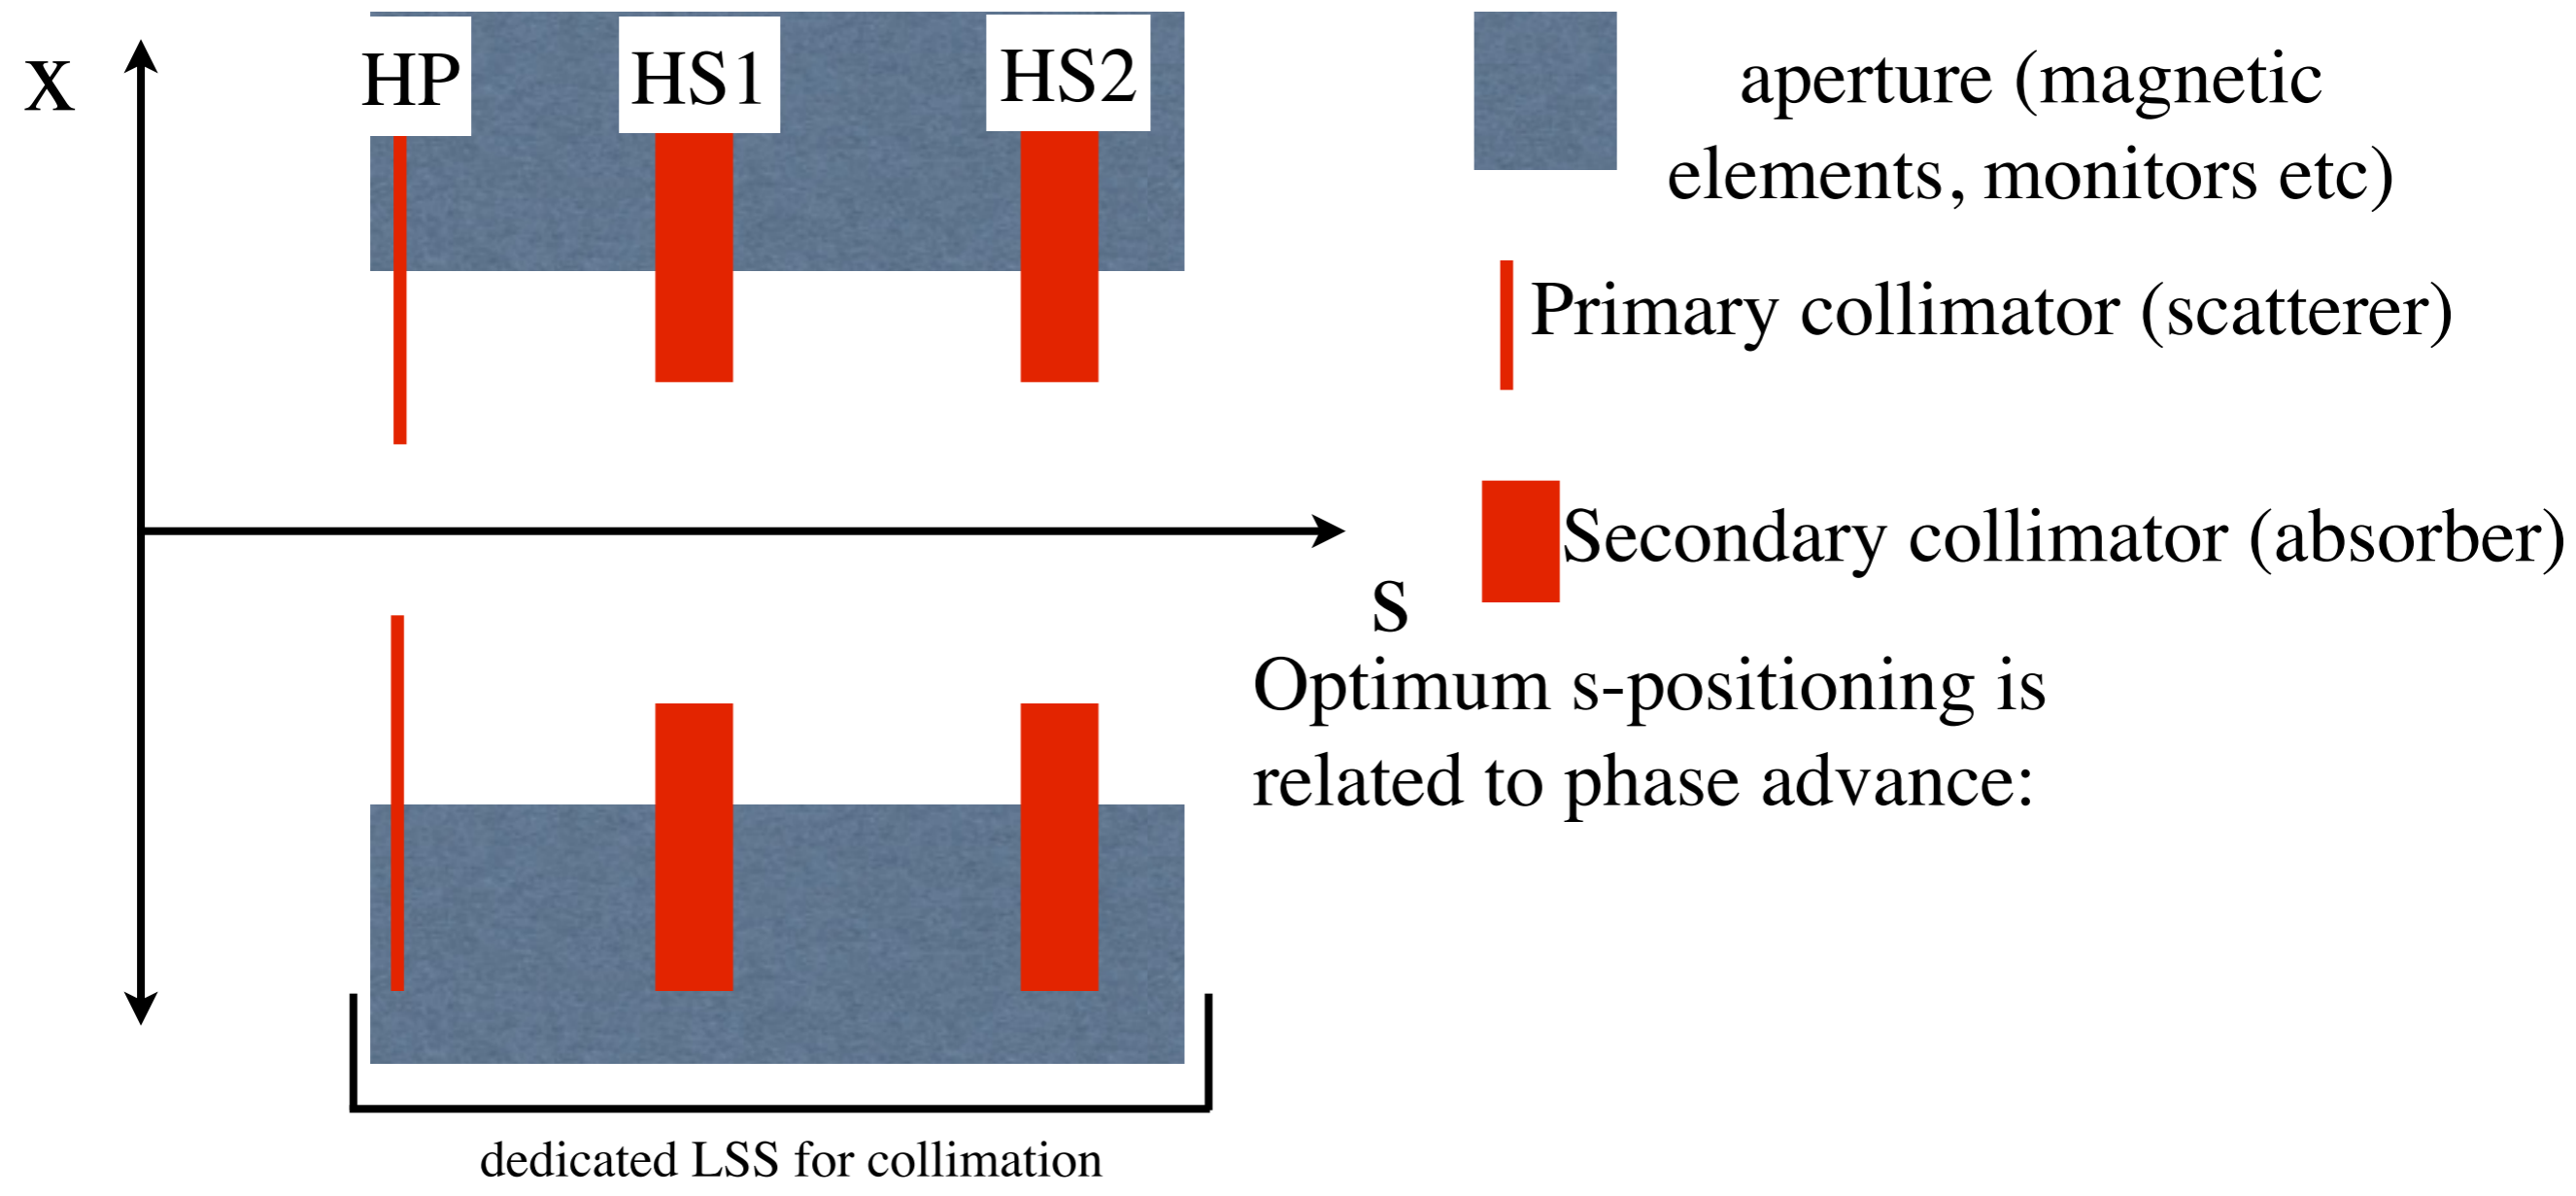 x
HP
HS1
HS2
aperture (magnetic
elements, monitors etc)
Primary collimator (scatterer)
Secondary collimator (absorber)
s
Optimum s-positioning is
related to phase advance:
dedicated LSS for collimation